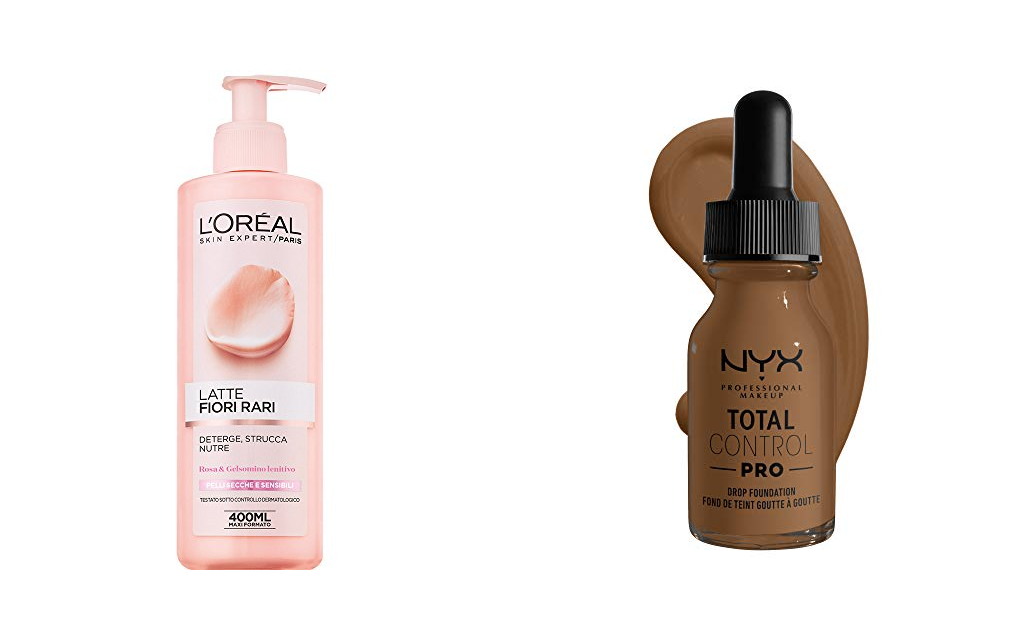 L'ORÉAL
SKIN EXPERT/PARIS
LATTE
FIORI RARI
DETERGE, STRUCCA
NUTRE
Rosa & Gelsomino lenitivo
PELLI SECCHE E SENSIBILI
TESTATO SOTTO CONTROLLO DERMATOLOGICO
400ML
MAXI FORMATO
NYX
PROFESSIONAL
MAKEUP
TOTAL
CONTROL
PRO
DROP FOUNDATION
FOND DE TEINT GOUTTE À GOUTTE